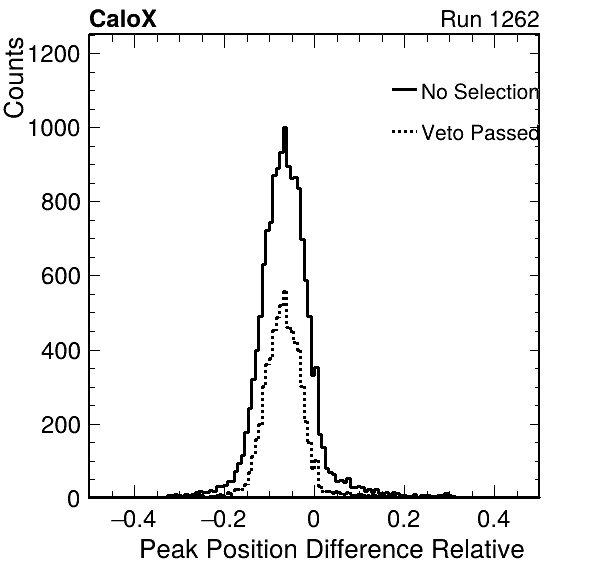 CaloX Run 1262
Counts
1200
1000
800
600
400
200
0
No Selection
Veto Passed
−0.4 −0.2 0 0.2 0.4
Peak Position Difference Relative